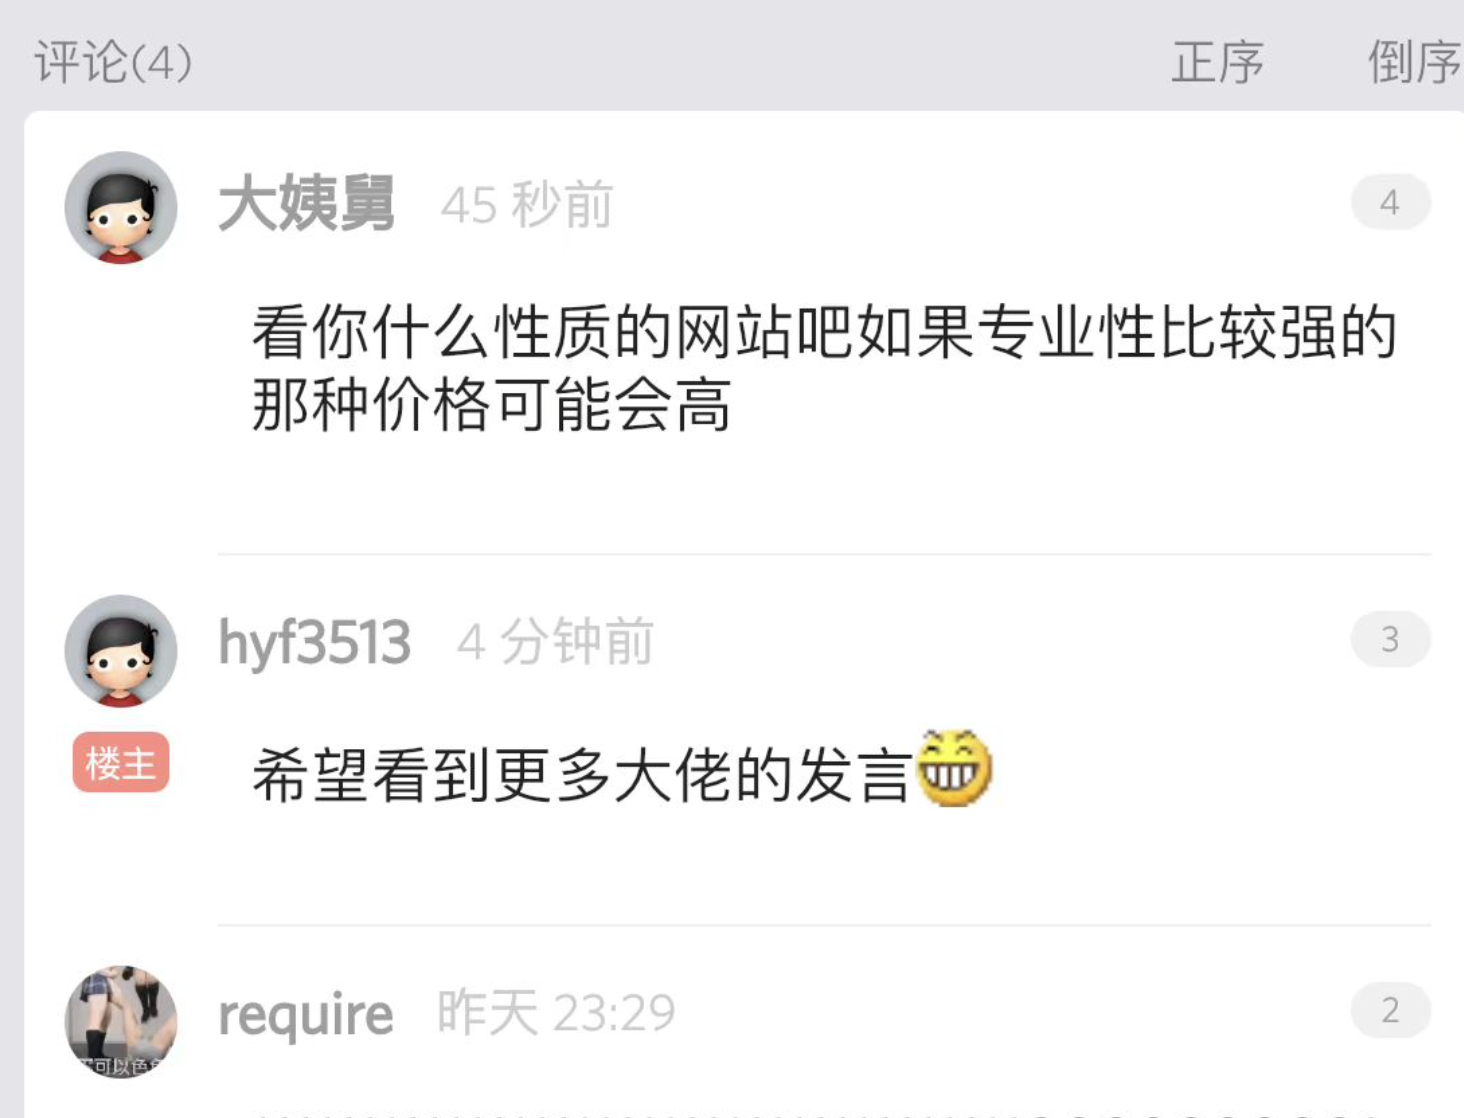 评论(4) 正序 倒序
大姨舅 45 秒前 4
看你什么性质的网站吧如果专业性比较强的
那种价格可能会高
hyf3513 4 分钟前 3
楼主
希望看到更多大佬的发言
require 昨天 23:29 2
可以色